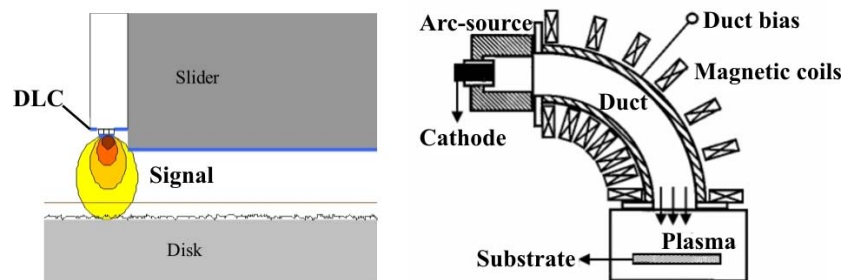 Slider
DLC
Signal
Disk
Arc-source
Duct bias
Magnetic coils
Duct
Cathode
Plasma
Substrate